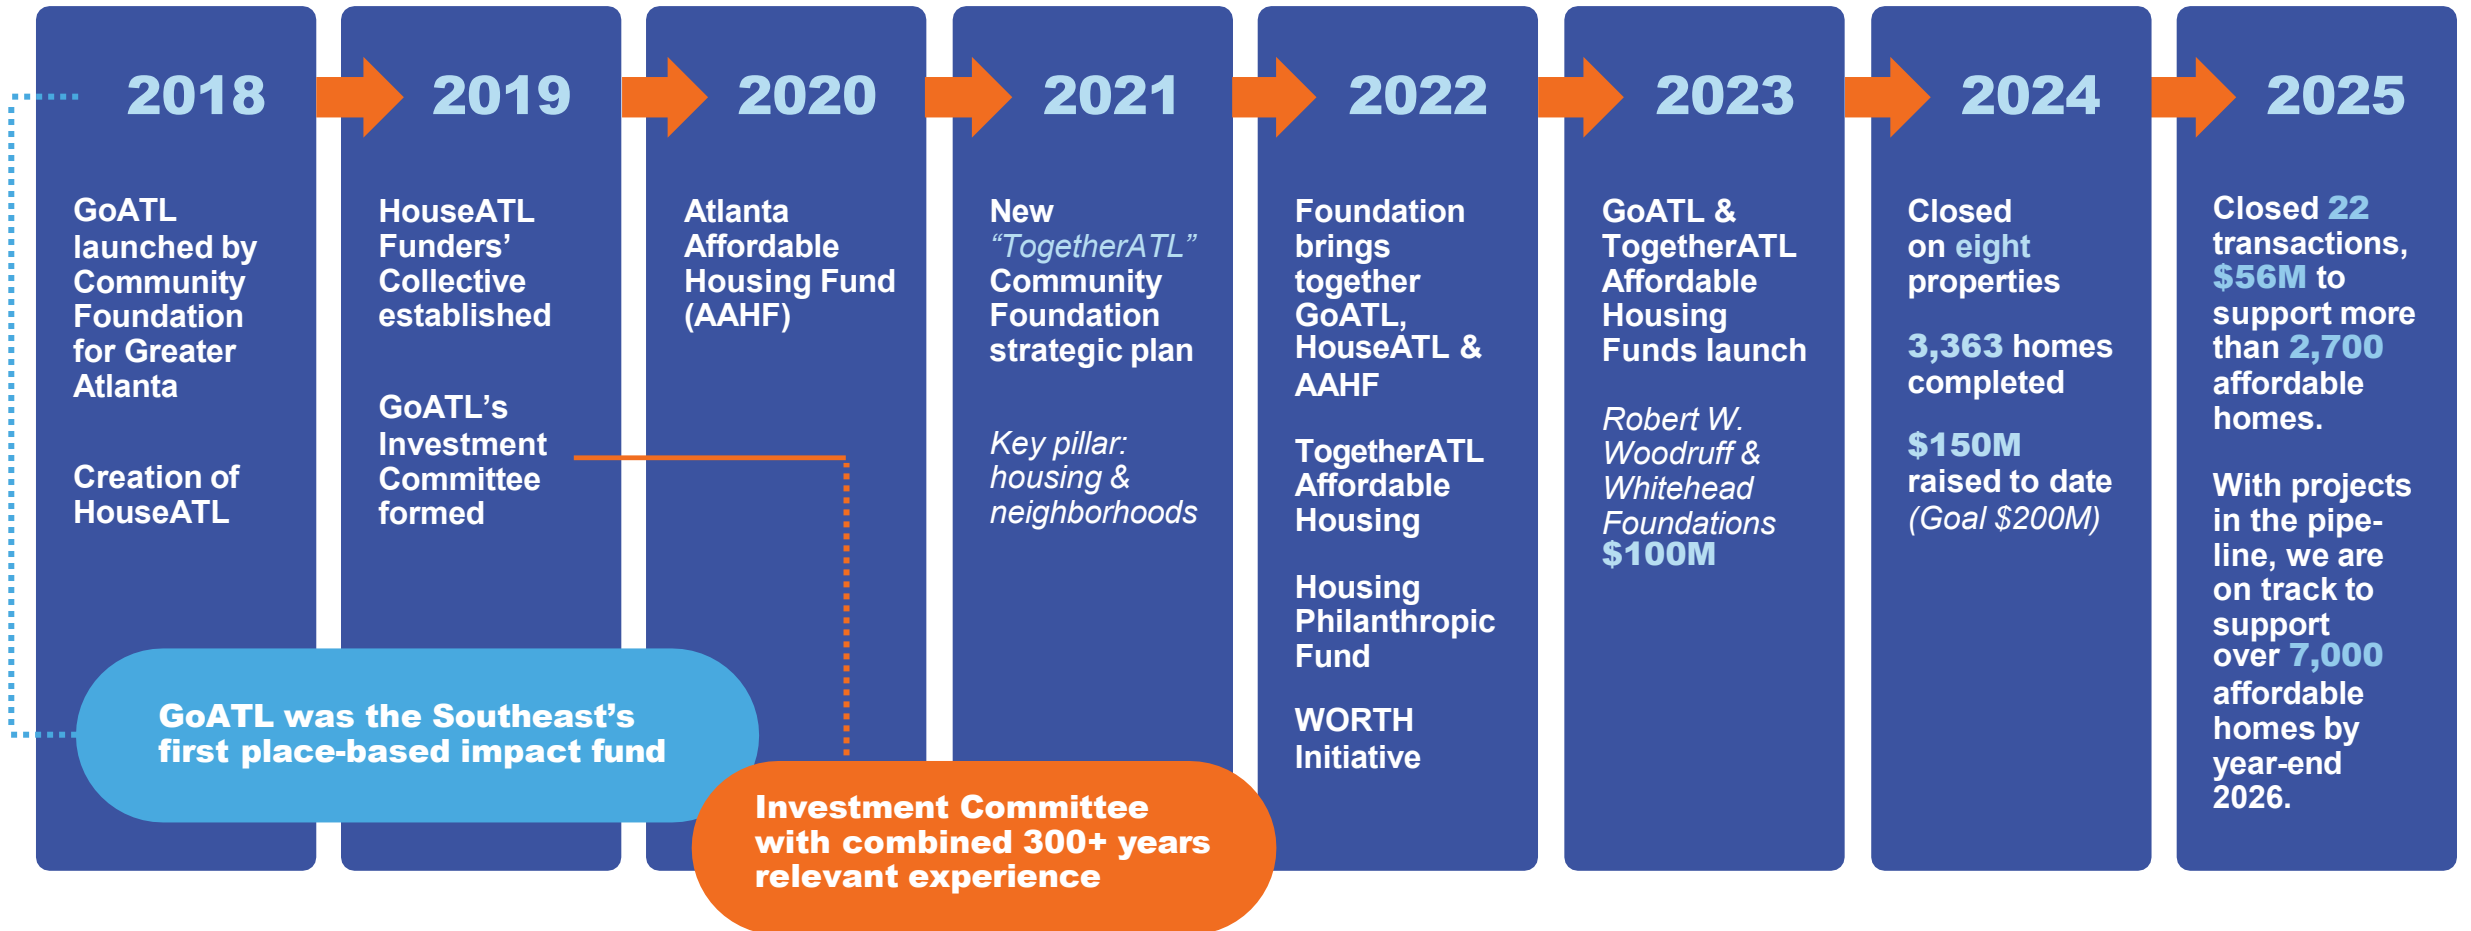 2018
GoATL
launched by
Community
Foundation
for Greater
Atlanta
Creation of
HouseATL
2019
HouseATL
Funders’
Collective
established
GoATL’s
Investment
Committee
formed
2020
Atlanta
Affordable
Housing Fund
(AAHF)
2021
New
“TogetherATL”
Community
Foundation
strategic plan
Key pillar:
housing &
neighborhoods
2022
Foundation
brings
together
GoATL,
HouseATL &
AAHF
TogetherATL
Affordable
Housing
Housing
Philanthropic
Fund
WORTH
Initiative
2023
GoATL &
TogetherATL
Affordable
Housing
Funds launch
Robert W.
Woodruff &
Whitehead
Foundations
$100M
2024
Closed
on eight
properties
3,363 homes
completed
$150M
raised to date
(Goal $200M)
2025
Closed 22
transactions,
$56M to
support more
than 2,700
affordable
homes.
With projects
in the pipe-
line, we are
on track to
support
over 7,000
affordable
homes by
year-end
2026.
GoATL was the Southeast’s
first place-based impact fund
Investment Committee
with combined 300+ years
relevant experience